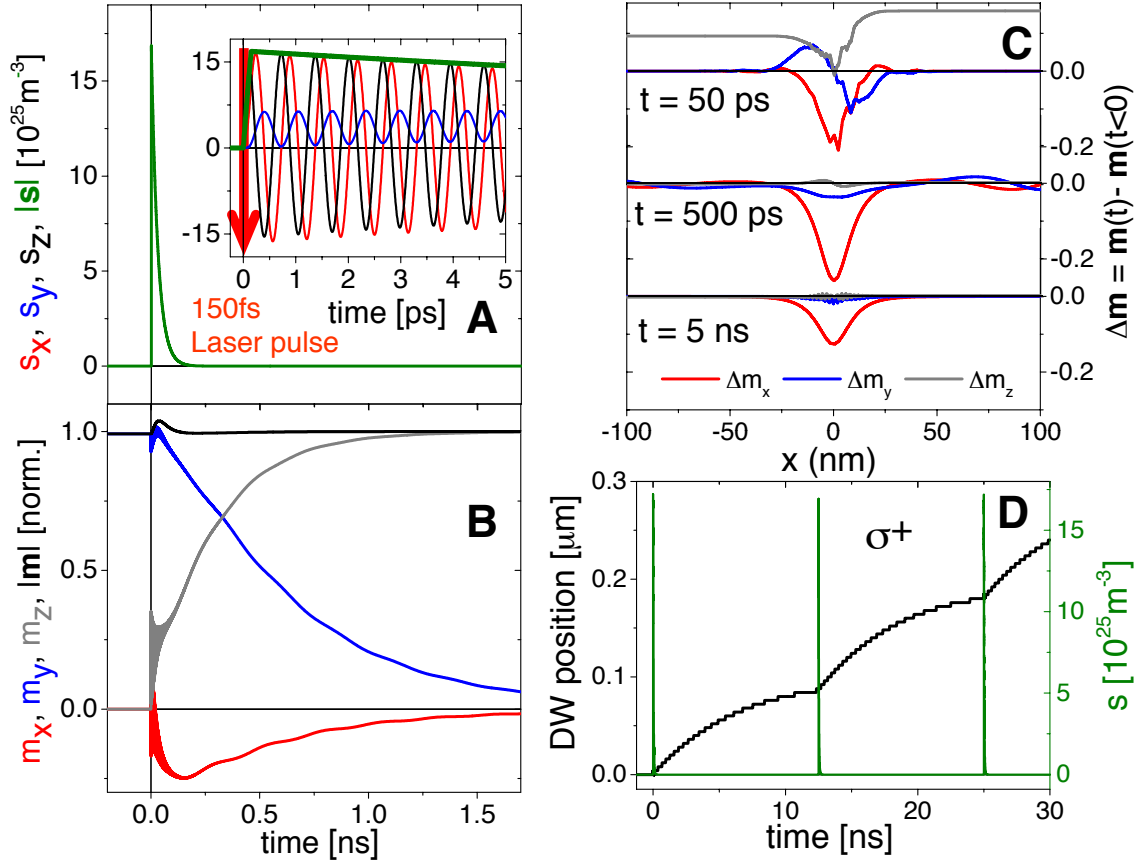 s_x, s_y, s_z, |s| [10^25 m^-3]
15
10
5
0
15
0
-15
0
1
2
3
4
5
time [ps]
A
150fs
Laser pulse
m_x, m_y, m_z, |m| [norm.]
1.0
0.5
0.0
B
0.0
0.5
1.0
1.5
time [ns]
C
t = 50 ps
t = 500 ps
t = 5 ns
Δm_x
Δm_y
Δm_z
0.0
-0.2
0.0
-0.2
0.0
-0.2
Δm = m(t) - m(t<0)
-100
-50
0
50
100
x (nm)
DW position [μm]
0.3
0.2
0.1
0.0
σ+
D
15
10
5
0
s [10^25 m^-3]
0
10
20
30
time [ns]